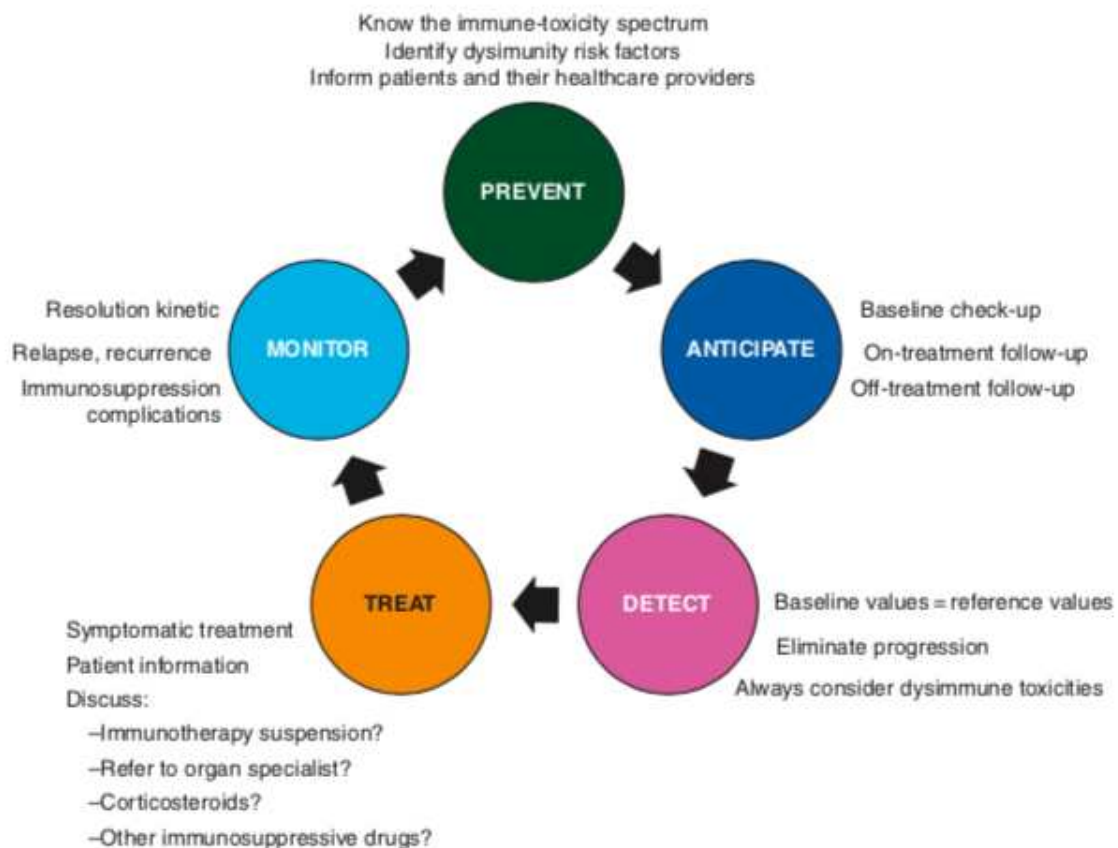 Know the immune-toxicity spectrum
Identify dysimunity risk factors
Inform patients and their healthcare providers
PREVENT
ANTICIPATE
Baseline check-up
On-treatment follow-up
Off-treatment follow-up
DETECT
Baseline values = reference values
Eliminate progression
Always consider dysimmune toxicities
TREAT
Symptomatic treatment
Patient information
Discuss:
–Immunotherapy suspension?
–Refer to organ specialist?
–Corticosteroids?
–Other immunosuppressive drugs?
MONITOR
Resolution kinetic
Relapse, recurrence
Immunosuppression
complications